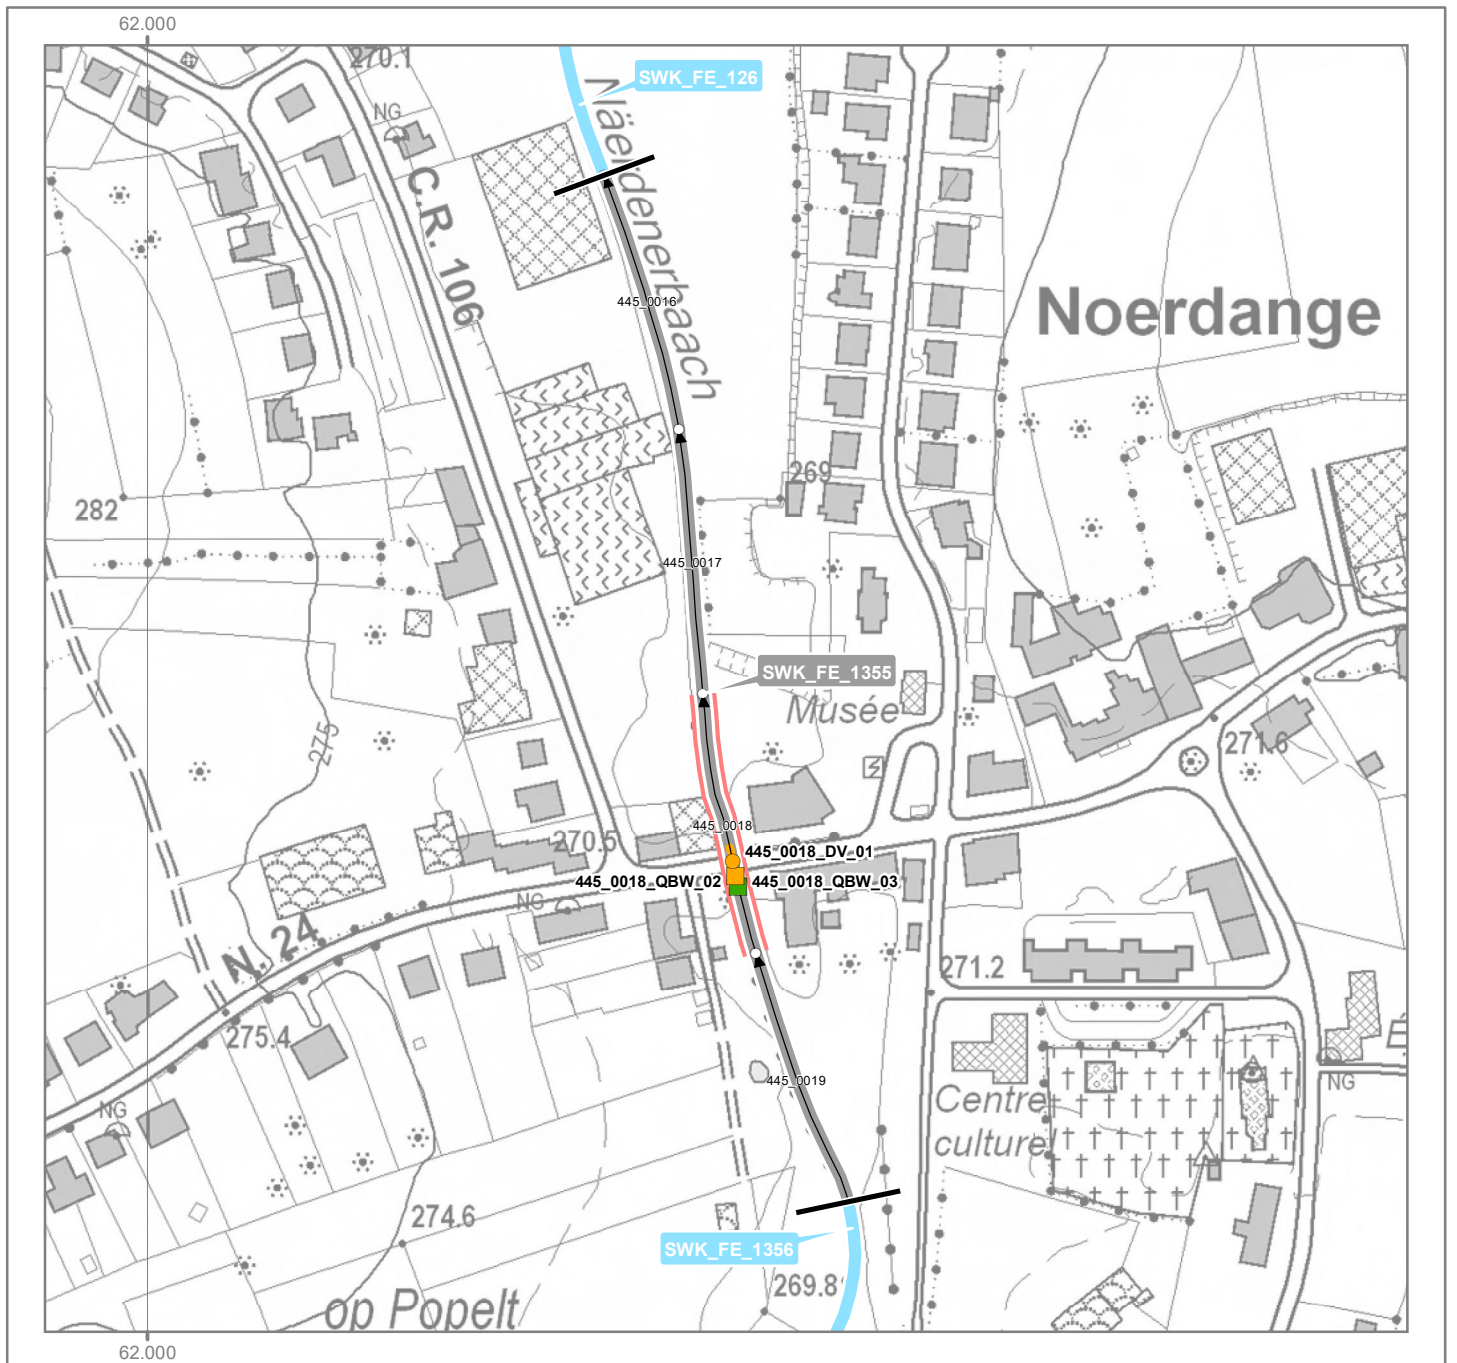 62.000
270.1
SWK_FE_126
NG
Näerdenerbaach
C.R. 106
445_0016
Noerdange
269
282
445_0017
SWK_FE_1355
Musée
275
271.6
445_0018
270.5
445_0018_DV_01
445_0018_QBW_02
445_0018_QBW_03
NG
N. 24
271.2
275.4
445_0019
NG
NG
Centre
culturel
274.6
SWK_FE_1356
269.8
op Popelt
62.000